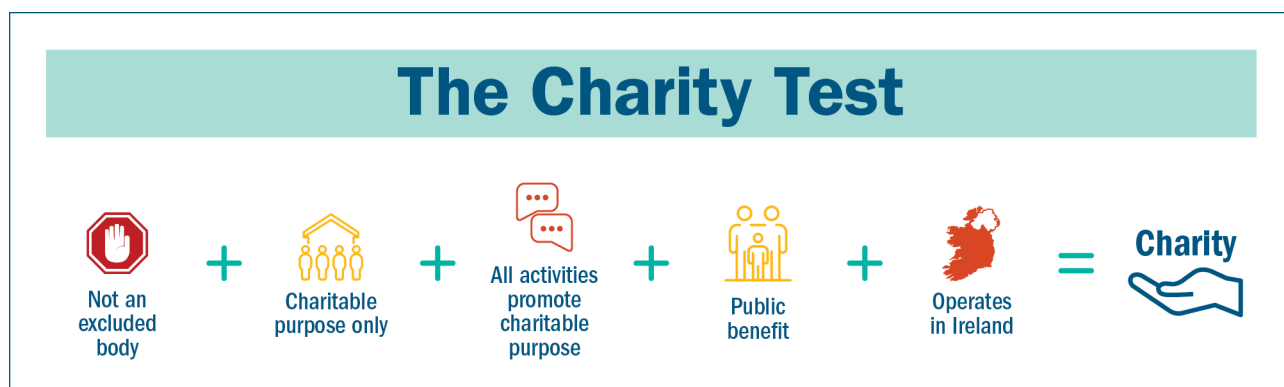 The Charity Test
Not an
excluded
body
+
Charitable
purpose only
+
All activities
promote
charitable
purpose
+
Public
benefit
+
Operates
in Ireland
=
Charity